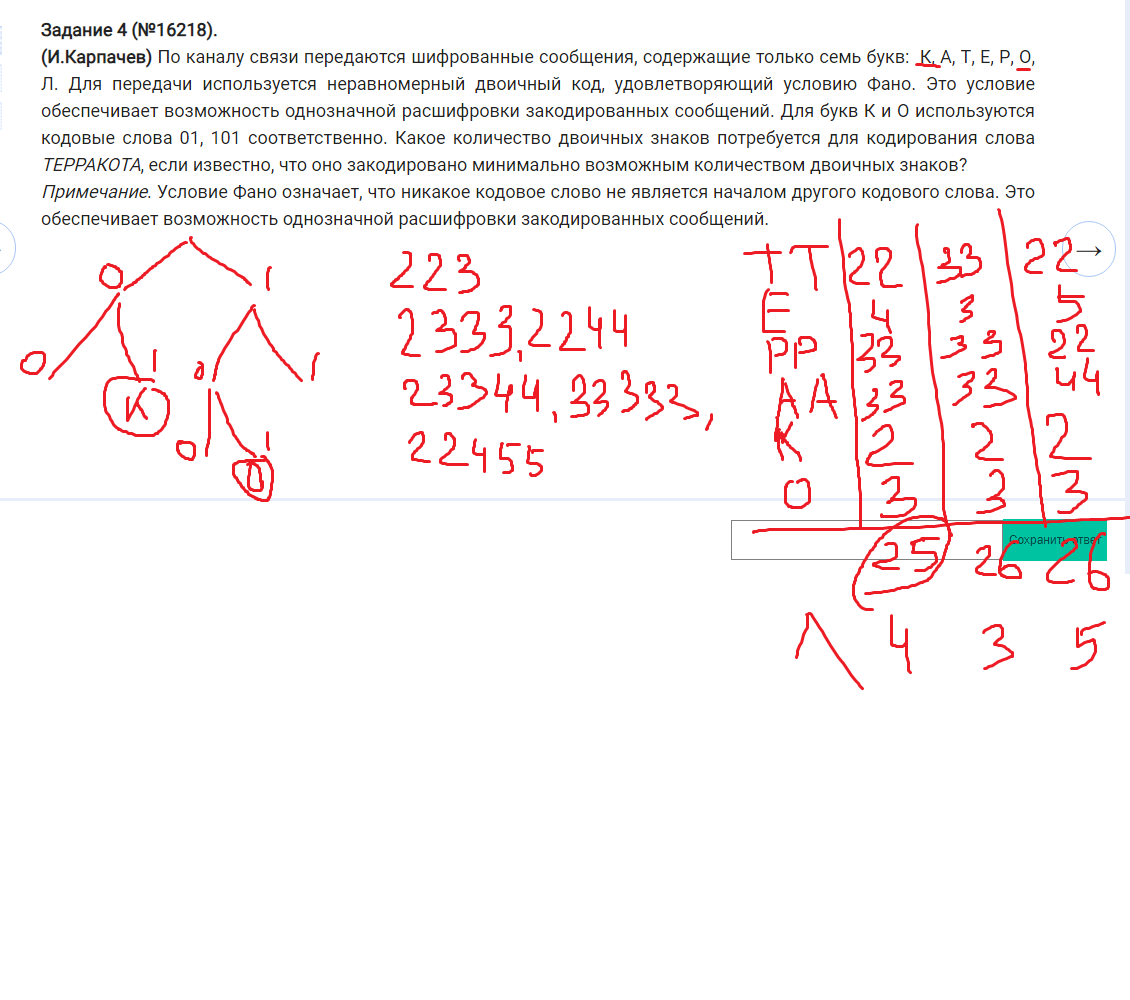 Задание 4 (№16218).
(И.Карпачев) По каналу связи передаются шифрованные сообщения, содержащие только семь букв: К, А, Т, Е, Р, О,
Л. Для передачи используется неравномерный двоичный код, удовлетворяющий условию Фано. Это условие
обеспечивает возможность однозначной расшифровки закодированных сообщений. Для букв К и О используются
кодовые слова 01, 101 соответственно. Какое количество двоичных знаков потребуется для кодирования слова
ТЕРРАКОТА, если известно, что оно закодировано минимально возможным количеством двоичных знаков?
Примечание. Условие Фано означает, что никакое кодовое слово не является началом другого кодового слова. Это
обеспечивает возможность однозначной расшифровки закодированных сообщений.
→
0 1
0 1 0 1
К
0 1
О
223
2333,2244
23344,33333,
22455
ТТ 22 33 22
Е 4 3 5
РР 33 33 22
АА 33 33 44
К 2 2 2
О 3 3 3
Сохранить ответ
25 26 26
Л 4 3 5